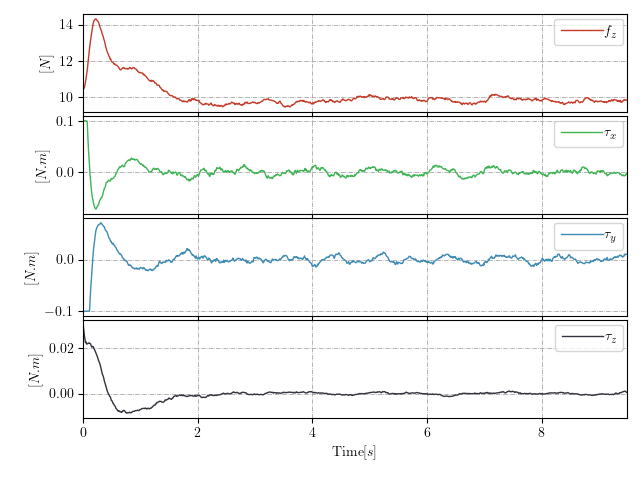 14
12
10
[N]
f_z
0.1
0.0
[N.m]
τ_x
0.0
−0.1
[N.m]
τ_y
0.02
0.00
[N.m]
τ_z
0 2 4 6 8
Time[s]